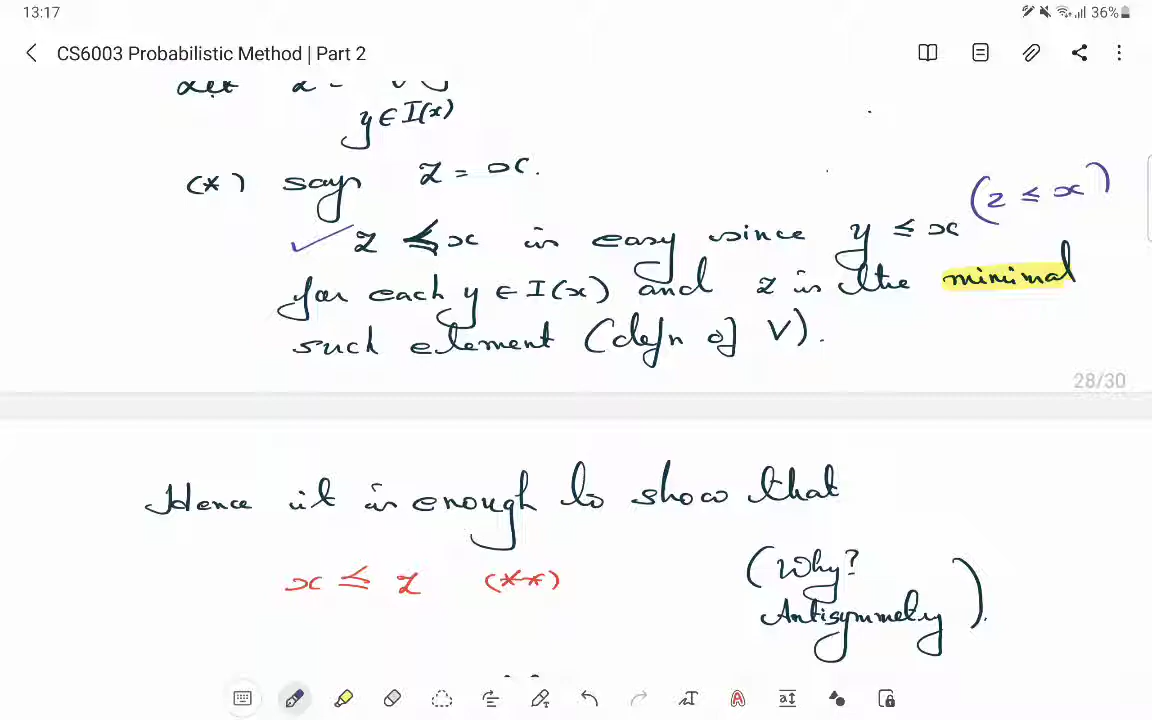 13:17
36%
CS6003 Probabilistic Method | Part 2
y ∈ I(x)
(*) says z = x.
(z ≤ x)
✓ z ≤ x is easy since y ≤ x
for each y ∈ I(x) and z is the minimal
such element (defn of V).
28/30
Hence it is enough to show that
x ≤ z (**)
(Why?
Antisymmetry).